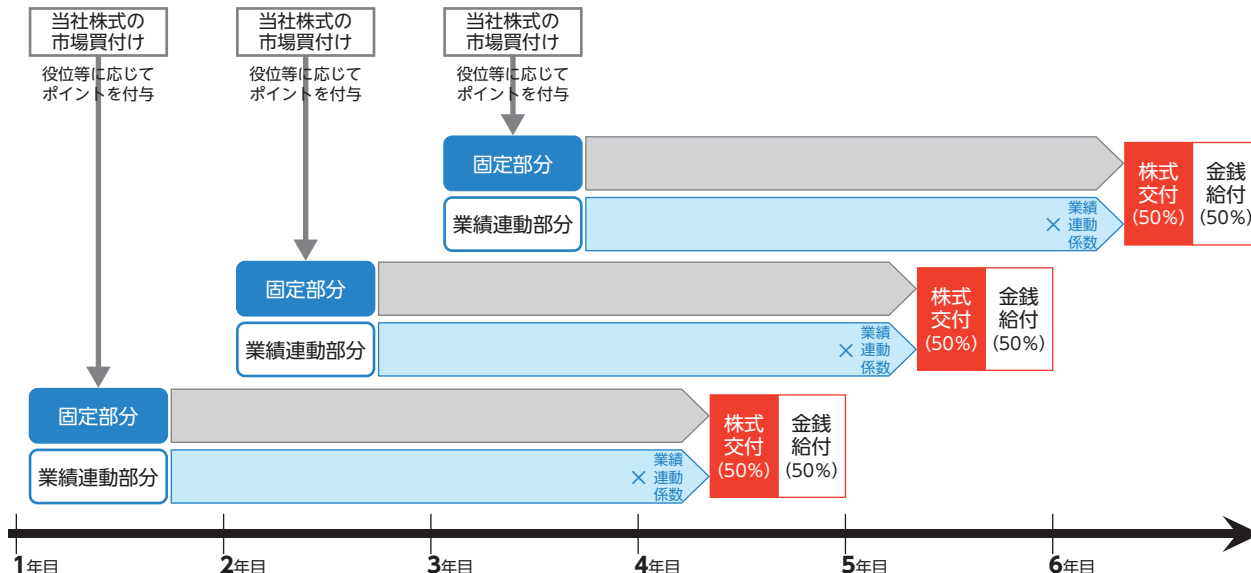 当社株式の
市場買付け
役位等に応じて
ポイントを付与
当社株式の
市場買付け
役位等に応じて
ポイントを付与
当社株式の
市場買付け
役位等に応じて
ポイントを付与
固定部分
業績連動部分
×
業績
連動
係数
株式
交付
(50%)
金銭
給付
(50%)
固定部分
業績連動部分
×
業績
連動
係数
株式
交付
(50%)
金銭
給付
(50%)
固定部分
業績連動部分
×
業績
連動
係数
株式
交付
(50%)
金銭
給付
(50%)
1年目
2年目
3年目
4年目
5年目
6年目